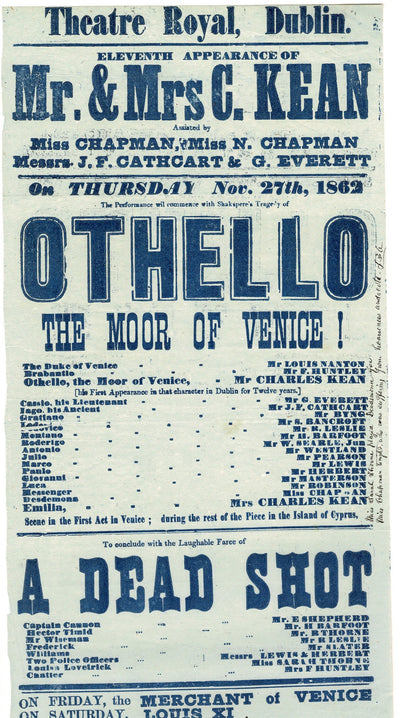 Theatre Royal, Dublin.
ELEVENTH APPEARANCE OF
Mr. & Mrs C. KEAN
Assisted by
Miss CHAPMAN, Miss N. CHAPMAN
Messrs. J. F. CATHCART & G. EVERETT
On THURSDAY Nov. 27th, 1862
The Performance wil commence with Shakspere's Tragedy of
OTHELLO
THE MOOR OF VENICE !
The Duke of Venice - - - Mr LOUIS NANTON
Brabantio - - - Mr F. HUNTLEY
Othello, the Moor of Venice, - - Mr CHARLES KEAN
[his First Appearance in that character in Dublin for Twelve years.]
Cassio, his Lieutenant - - - Mr G. EVERETT
Iago, his Ancient - - - Mr J. F. CATHCART
Gratiano - - - Mr BYNG
Mr S. BANCROFT
Mr R. LESLIE
Montano - - - Mr H. BARFOOT
Roderigo - - - Mr W. SEARLE, Jun
Antonio - - - Mr WESTLAND
Julio - - - Mr PEARSON
Marco - - - Mr LEWIS
Paulo - - - Mr HERBERT
Giovanni - - - Mr MASTERSON
Luca - - - Mr ROBINSON
Messenger
Desdemona - - - Miss CHAPMAN
Emilia, - - - Mrs CHARLES KEAN
Scene in the First Act in Venice ; during the rest of the Piece in the Island of Cyprus,
To conclude with the Laughable Farce of
A DEAD SHOT
Captain Cannon ... Mr. E SHEPHERD
Hector Timid ... Mr. H BARFOOT
Mr Wiseman ... Mr R THORNE
Frederick ... Mr R LESLIE
Williams ... Mr SLATER
Two Police Officers ... Messrs LEWIS & HERBERT
Louisa Lovetrick ... Miss SARAH THORNE
Chatter ... Mrs F HUNTLEY
ON FRIDAY, the MERCHANT of VENICE
ON SATURDAY, LOUIS XI